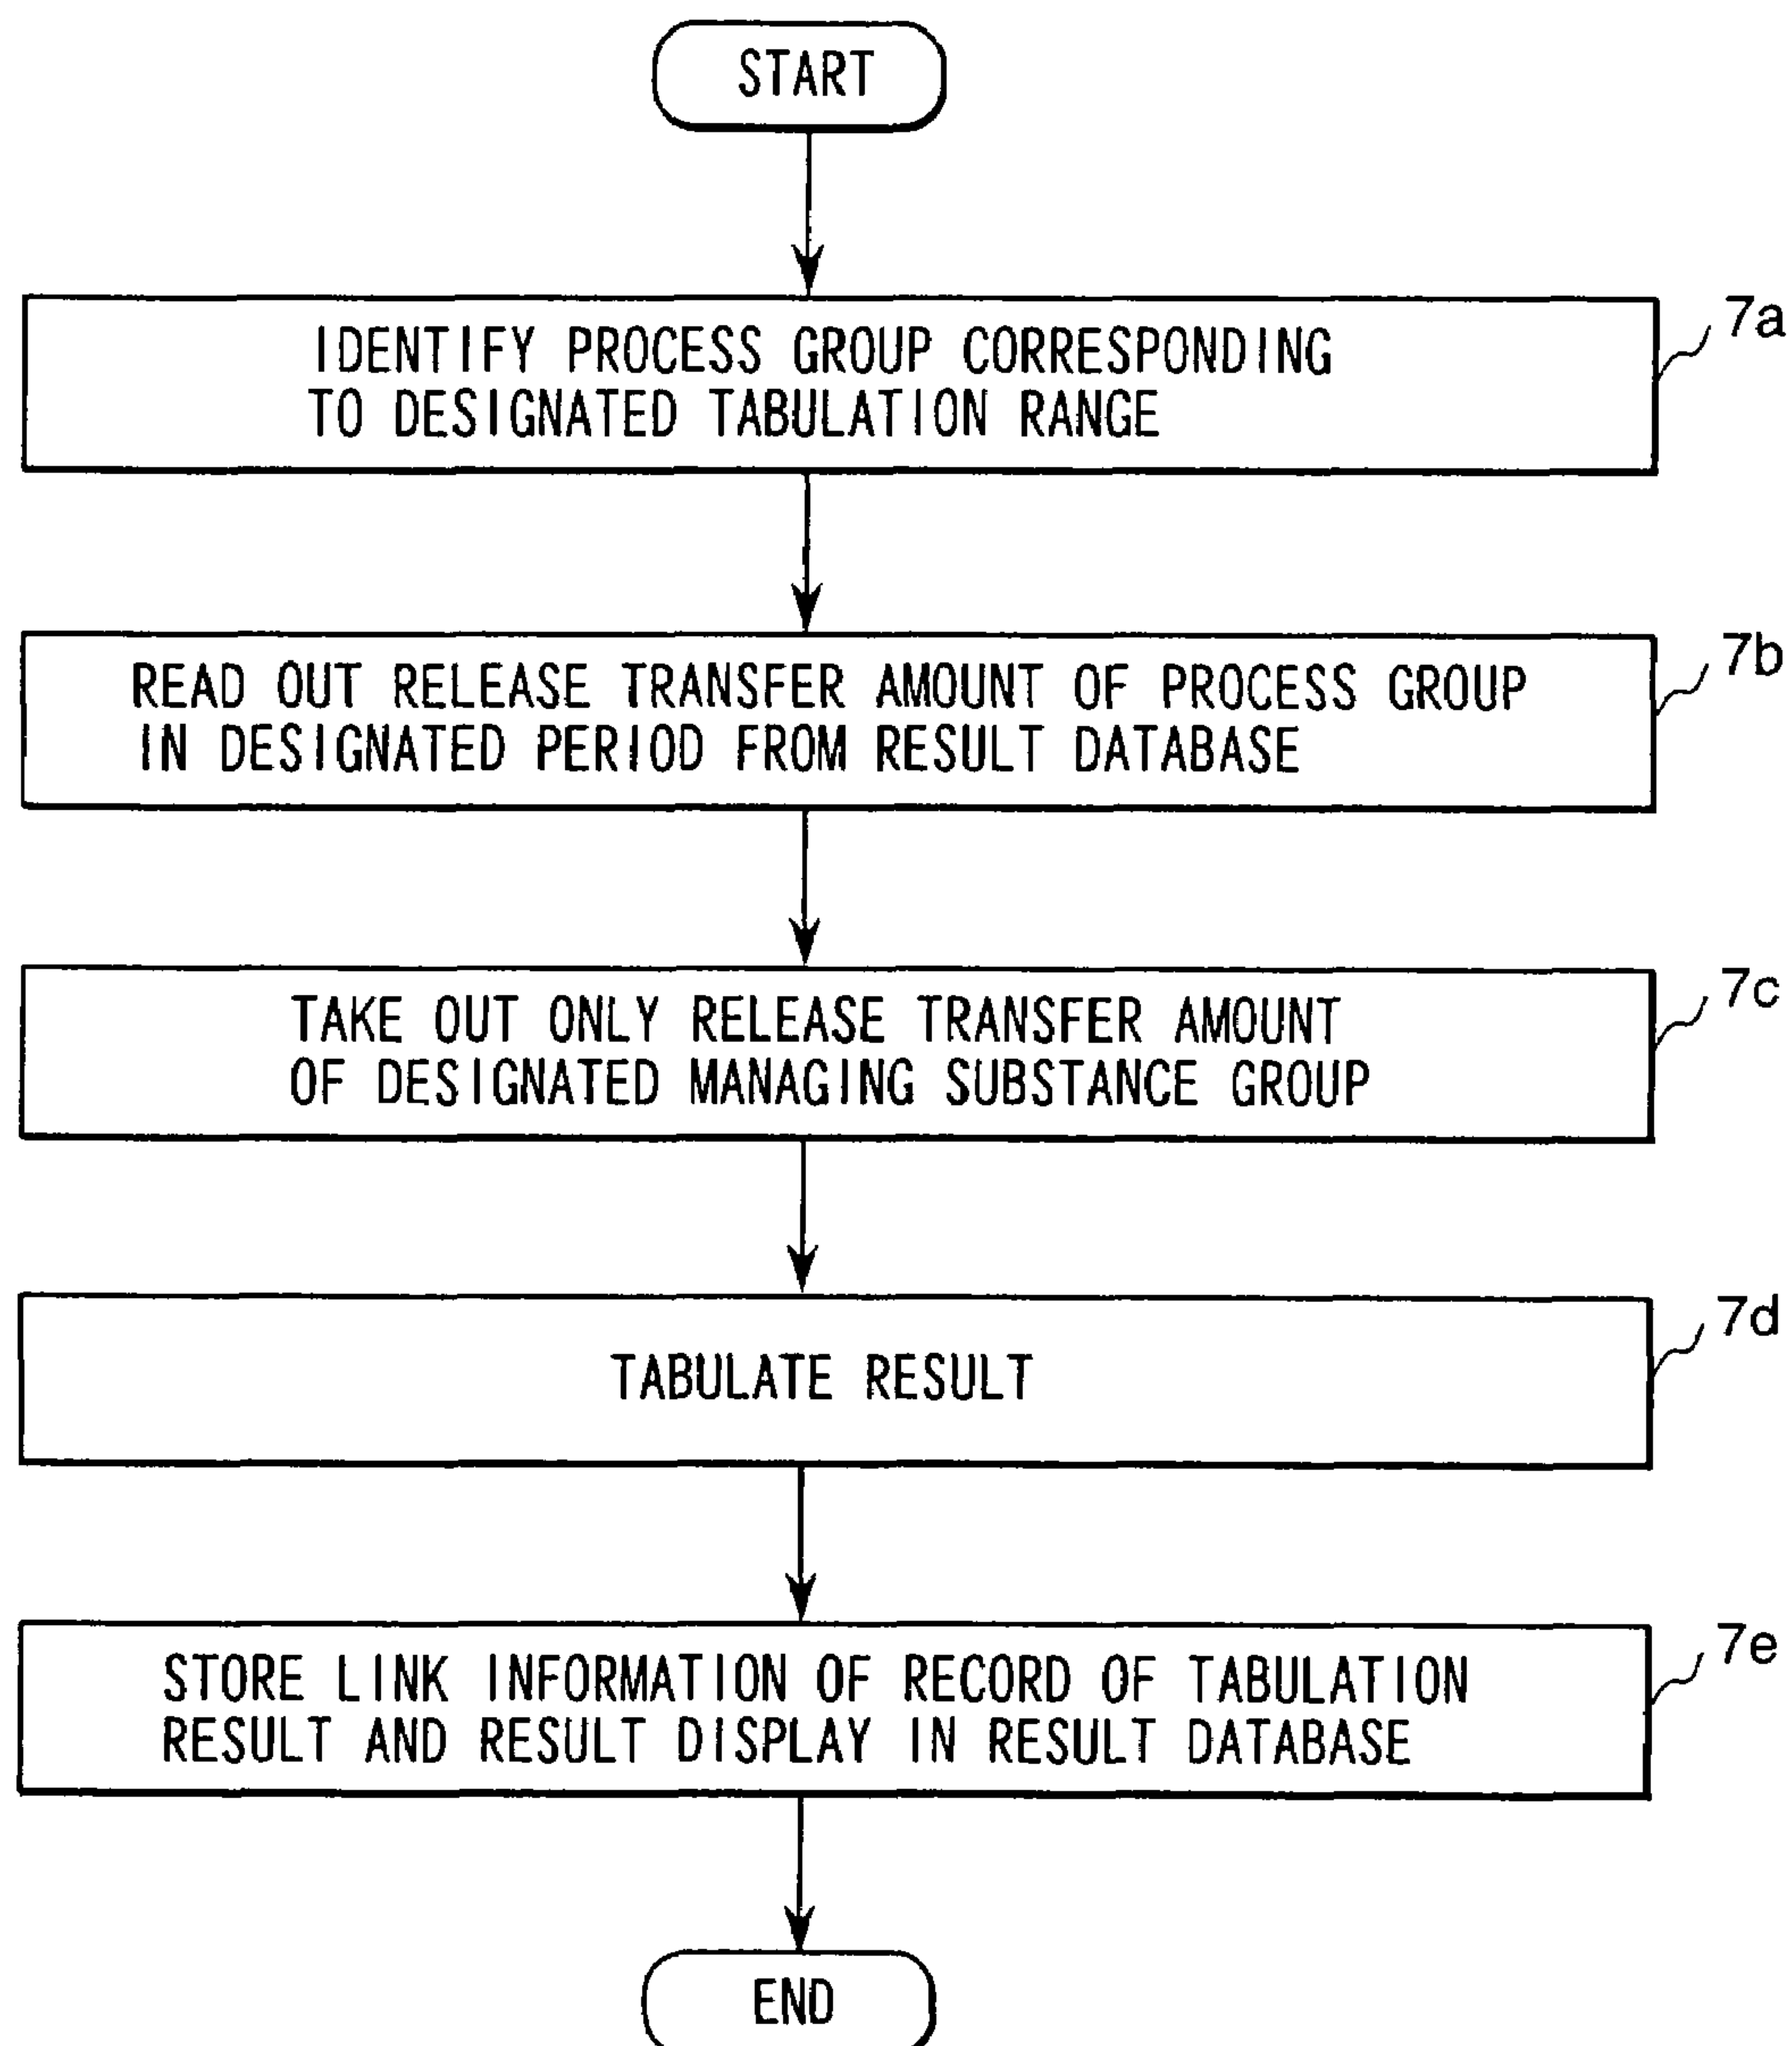 START
7a
IDENTIFY PROCESS GROUP CORRESPONDING
TO DESIGNATED TABULATION RANGE
7b
READ OUT RELEASE TRANSFER AMOUNT OF PROCESS GROUP
IN DESIGNATED PERIOD FROM RESULT DATABASE
7c
TAKE OUT ONLY RELEASE TRANSFER AMOUNT
OF DESIGNATED MANAGING SUBSTANCE GROUP
7d
TABULATE RESULT
7e
STORE LINK INFORMATION OF RECORD OF TABULATION
RESULT AND RESULT DISPLAY IN RESULT DATABASE
END